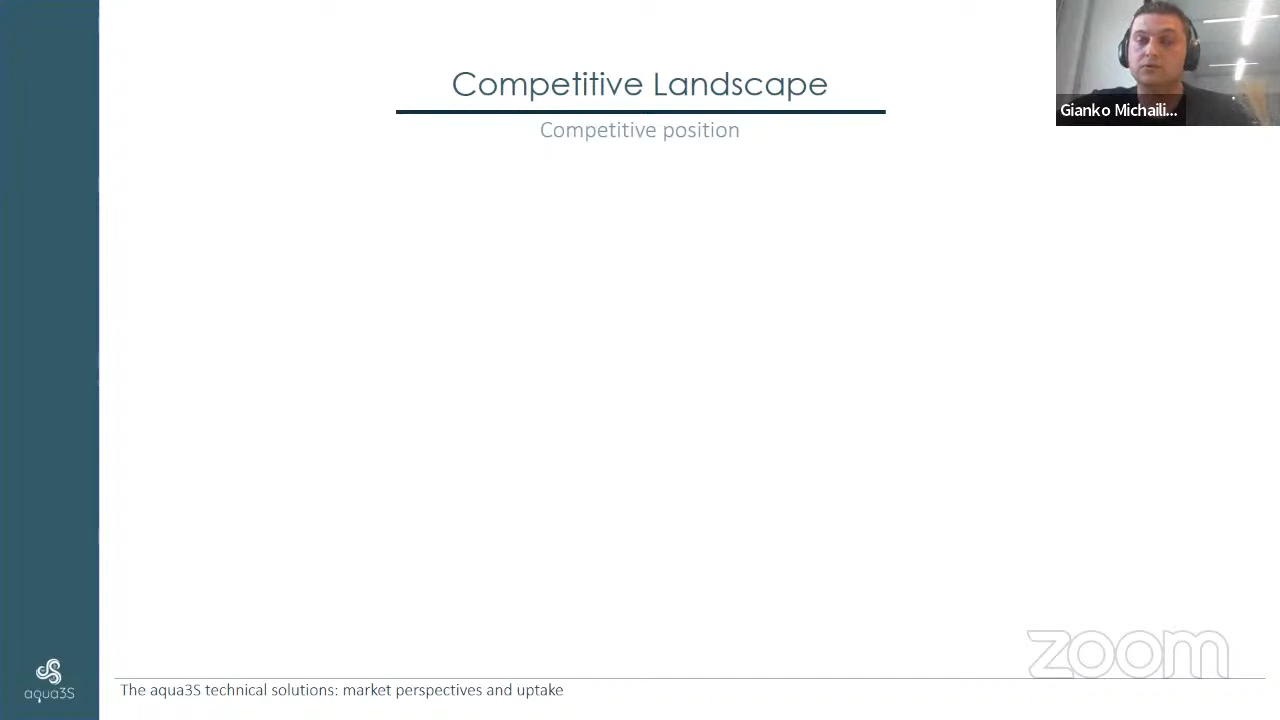 Competitive Landscape
Competitive position
Gianko Michaili...
zoom
aqua3S
The aqua3S technical solutions: market perspectives and uptake